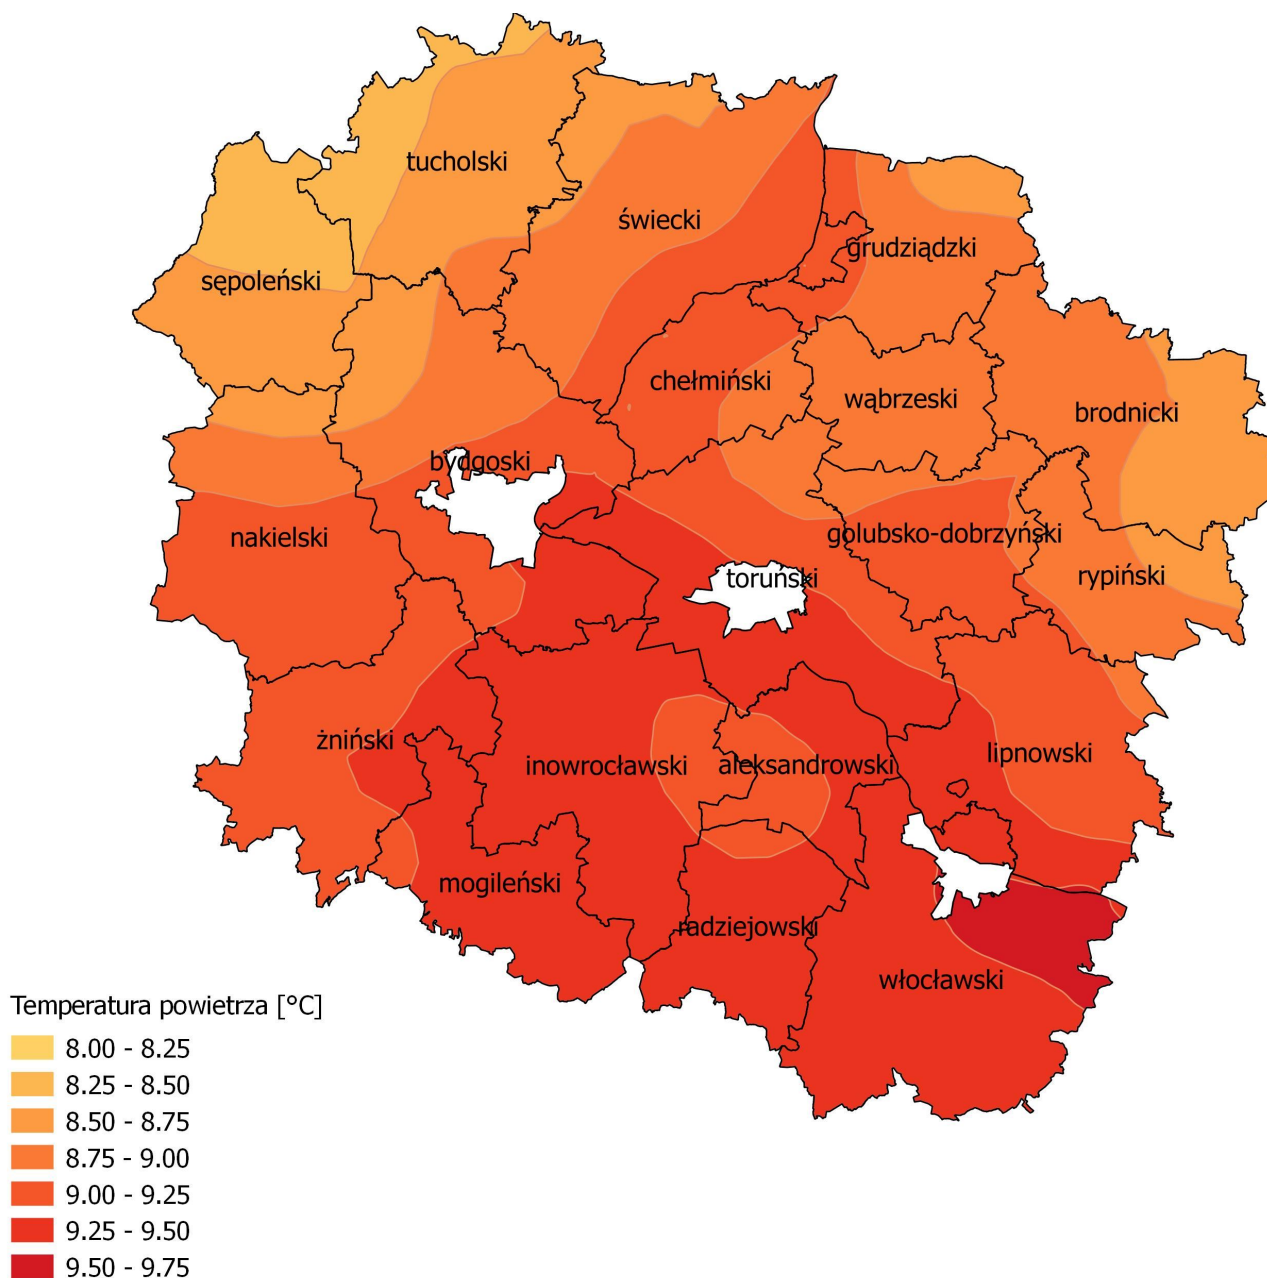 tucholski
świecki
grudziądzki
sępoleński
chełmiński
wąbrzeski
brodnicki
bydgoski
nakielski
golubsko-dobrzyński
toruński
rypiński
żniński
inowrocławski
aleksandrowski
lipnowski
mogileński
radziejowski
włocławski
Temperatura powietrza [°C]
8.00 - 8.25
8.25 - 8.50
8.50 - 8.75
8.75 - 9.00
9.00 - 9.25
9.25 - 9.50
9.50 - 9.75